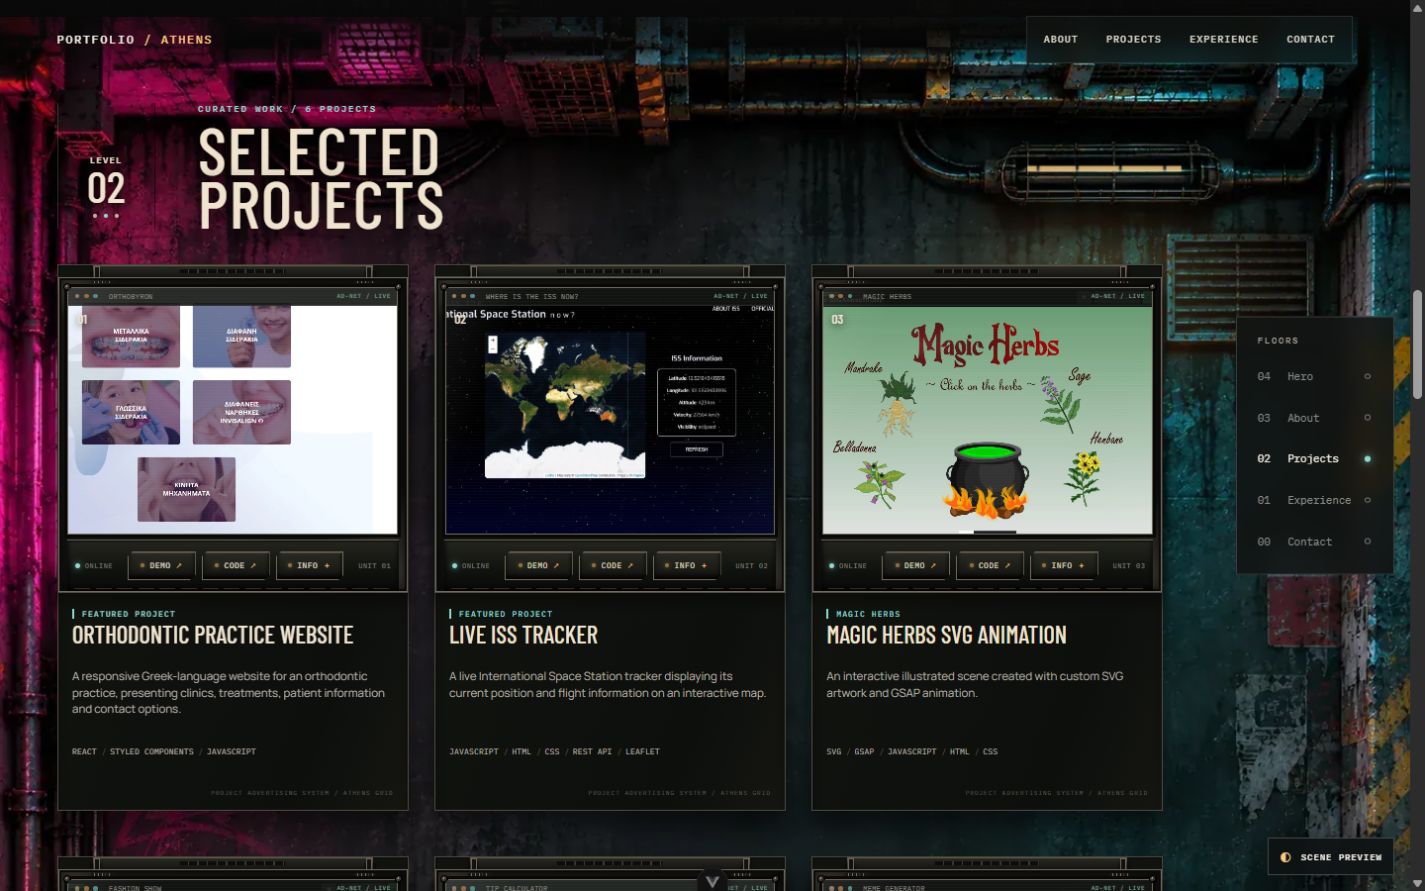 PORTFOLIO / ATHENS
ABOUT PROJECTS EXPERIENCE CONTACT
CURATED WORK / 6 PROJECTS
SELECTED
PROJECTS
LEVEL
02
ORTHOBYRON AD-NET / LIVE
01
ΜΕΤΑΛΛΙΚΑ
ΣΙΔΕΡΑΚΙΑ
ΔΙΑΦΑΝΗ
ΣΙΔΕΡΑΚΙΑ
ΓΛΩΣΣΙΚΑ
ΣΙΔΕΡΑΚΙΑ
ΔΙΑΦΑΝΕΙΣ
ΝΑΡΘΗΚΕΣ
INVISALIGN ©
ΚΙΝΗΤΑ
ΜΗΧΑΝΗΜΑΤΑ
ONLINE DEMO ↗ CODE ↗ INFO + UNIT 01
FEATURED PROJECT
ORTHODONTIC PRACTICE WEBSITE
A responsive Greek-language website for an orthodontic
practice, presenting clinics, treatments, patient information
and contact options.
REACT / STYLED COMPONENTS / JAVASCRIPT
PROJECT ADVERTISING SYSTEM / ATHENS GRID
WHERE IS THE ISS NOW? AD-NET / LIVE
02
ational Space Station now?
ABOUT ISS OFFICIAL
ISS Information
Latitude
Longitude
Altitude
Velocity
Visibility eclipsed
REFRESH
ONLINE DEMO ↗ CODE ↗ INFO + UNIT 02
FEATURED PROJECT
LIVE ISS TRACKER
A live International Space Station tracker displaying its
current position and flight information on an interactive map.
JAVASCRIPT / HTML / CSS / REST API / LEAFLET
PROJECT ADVERTISING SYSTEM / ATHENS GRID
MAGIC HERBS AD-NET / LIVE
03
Magic Herbs
~ Click on the herbs ~
Mandrake
Sage
Belladonna
Henbane
ONLINE DEMO ↗ CODE ↗ INFO + UNIT 03
MAGIC HERBS
MAGIC HERBS SVG ANIMATION
An interactive illustrated scene created with custom SVG
artwork and GSAP animation.
SVG / GSAP / JAVASCRIPT / HTML / CSS
PROJECT ADVERTISING SYSTEM / ATHENS GRID
FLOORS
04 Hero
03 About
02 Projects
01 Experience
00 Contact
SCENE PREVIEW
FASHION SHOW AD-NET / LIVE
TIP CALCULATOR
MEME GENERATOR AD-NET / LIVE